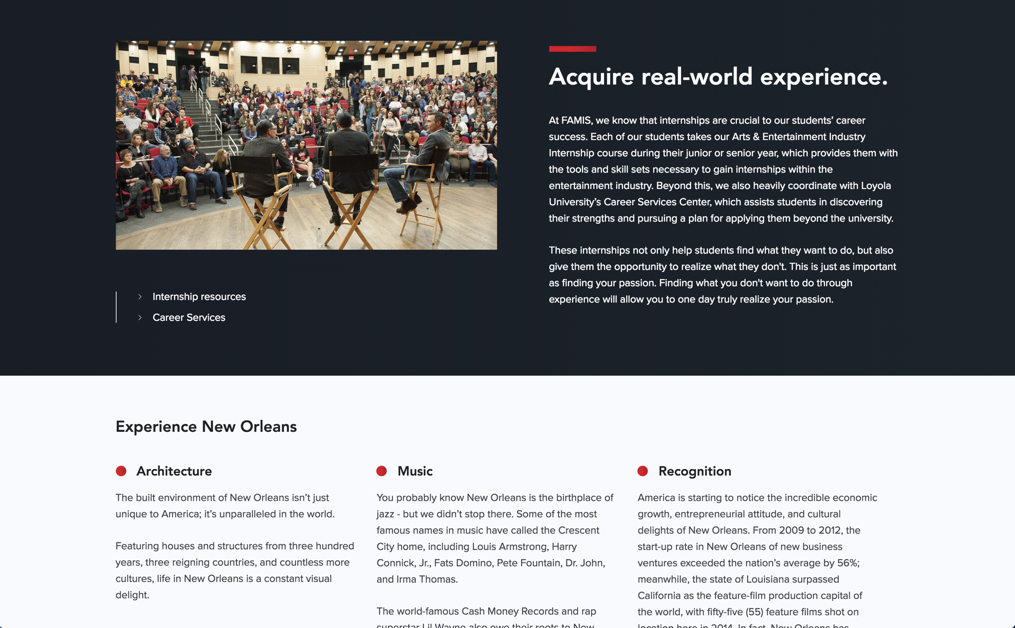 Acquire real-world experience.
At FAMIS, we know that internships are crucial to our students' career
success. Each of our students takes our Arts & Entertainment Industry
Internship course during their junior or senior year, which provides them with
the tools and skill sets necessary to gain internships within the
entertainment industry. Beyond this, we also heavily coordinate with Loyola
University's Career Services Center, which assists students in discovering
their strengths and pursuing a plan for applying them beyond the university.
These internships not only help students find what they want to do, but also
give them the opportunity to realize what they don't. This is just as important
as finding your passion. Finding what you don't want to do through
experience will allow you to one day truly realize your passion.
Internship resources
Career Services
Experience New Orleans
Architecture
The built environment of New Orleans isn't just
unique to America; it's unparalleled in the world.
Featuring houses and structures from three hundred
years, three reigning countries, and countless more
cultures, life in New Orleans is a constant visual
delight.
Music
You probably know New Orleans is the birthplace of
jazz - but we didn't stop there. Some of the most
famous names in music have called the Crescent
City home, including Louis Armstrong, Harry
Connick, Jr., Fats Domino, Pete Fountain, Dr. John,
and Irma Thomas.
The world-famous Cash Money Records and rap
superstar Lil Wayne also owe their roots to New
Recognition
America is starting to notice the incredible economic
growth, entrepreneurial attitude, and cultural
delights of New Orleans. From 2009 to 2012, the
start-up rate in New Orleans of new business
ventures exceeded the nation's average by 56%;
meanwhile, the state of Louisiana surpassed
California as the feature-film production capital of
the world, with fifty-five (55) feature films shot on
location here in 2014. In fact, New Orleans has